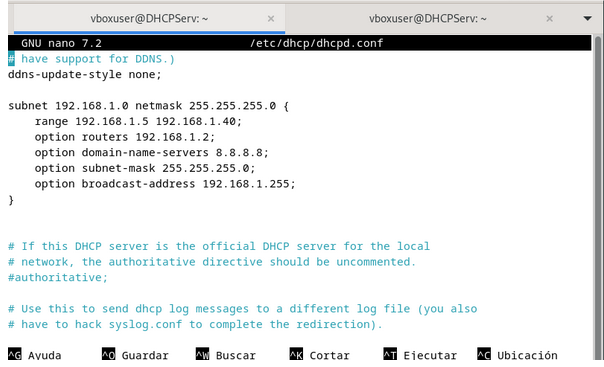 vboxuser@DHCPServ: ~ × vboxuser@DHCPServ: ~ ×
GNU nano 7.2 /etc/dhcp/dhcpd.conf
# have support for DDNS.)
ddns-update-style none;
subnet 192.168.1.0 netmask 255.255.255.0 {
range 192.168.1.5 192.168.1.40;
option routers 192.168.1.2;
option domain-name-servers 8.8.8.8;
option subnet-mask 255.255.255.0;
option broadcast-address 192.168.1.255;
}
# If this DHCP server is the official DHCP server for the local
# network, the authoritative directive should be uncommented.
#authoritative;
# Use this to send dhcp log messages to a different log file (you also
# have to hack syslog.conf to complete the redirection).
^G Ayuda ^O Guardar ^W Buscar ^K Cortar ^T Ejecutar ^C Ubicación